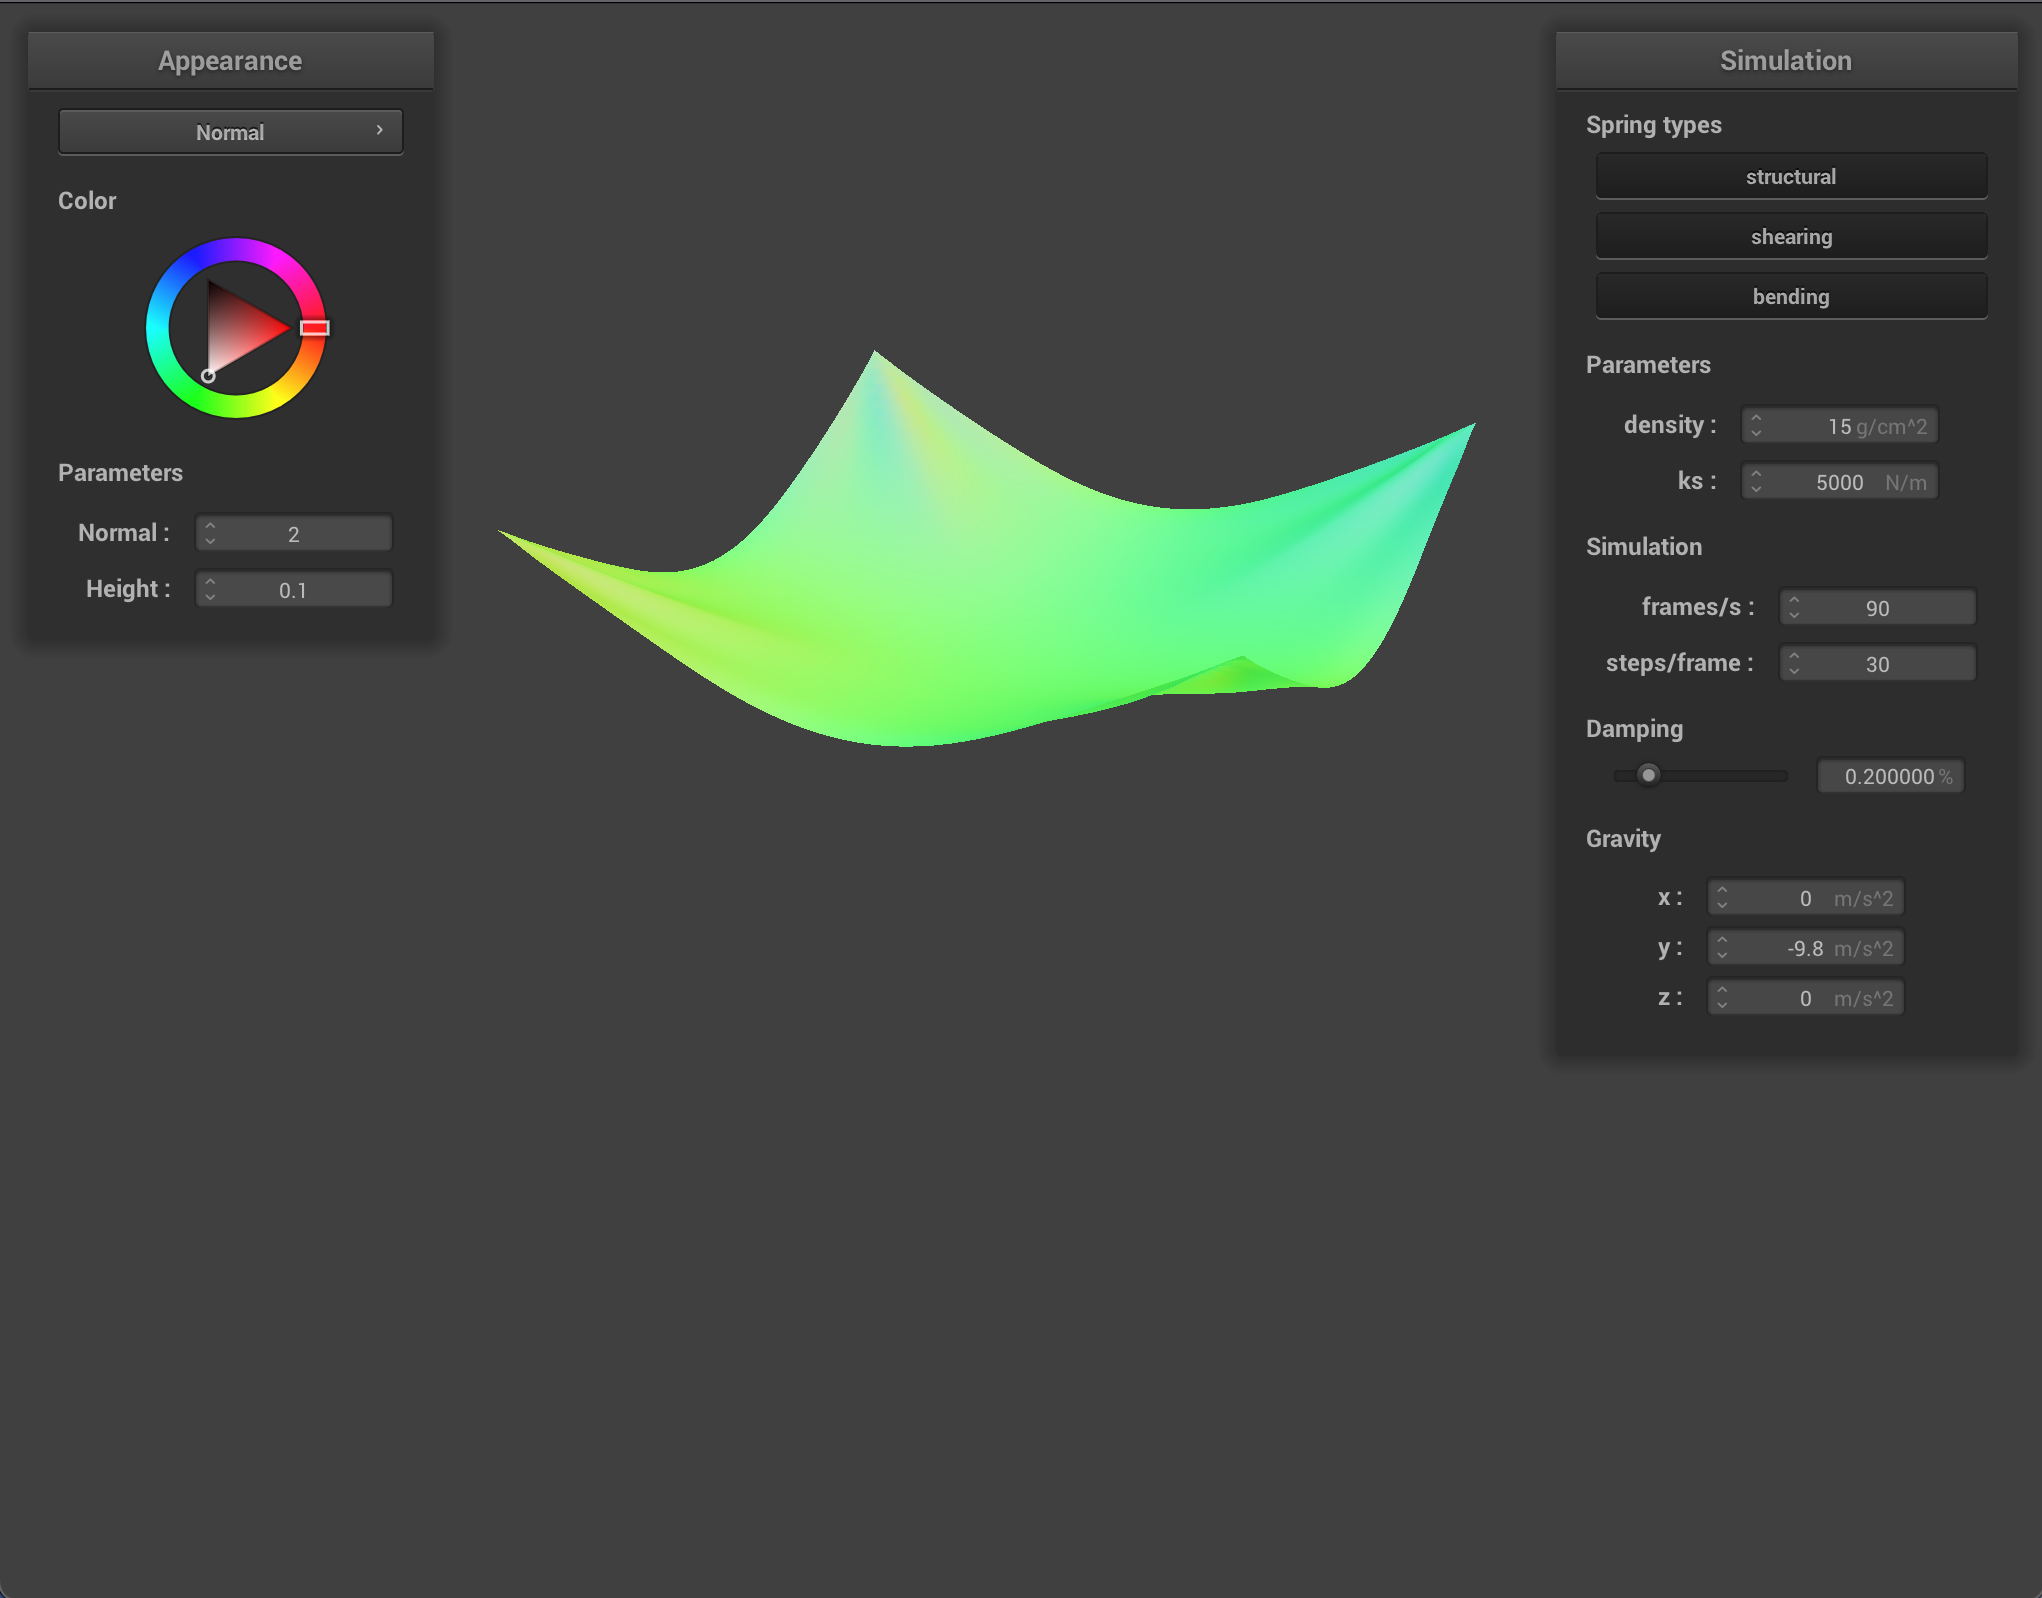 Appearance
Normal
Color
Parameters
Normal : 2
Height : 0.1
Simulation
Spring types
structural
shearing
bending
Parameters
density : 15 g/cm^2
ks : 5000 N/m
Simulation
frames/s : 90
steps/frame : 30
Damping
0.200000 %
Gravity
x : 0 m/s^2
y : -9.8 m/s^2
z : 0 m/s^2